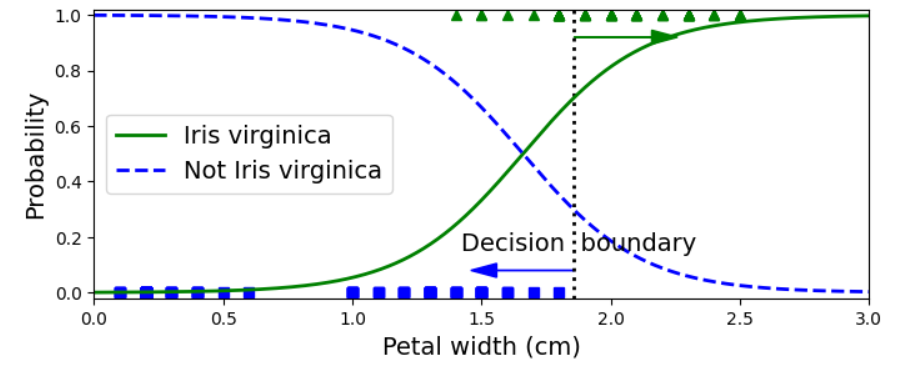 1.0
0.8
0.6
0.4
0.2
0.0
Probability
Iris virginica
Not Iris virginica
Decision boundary
0.0 0.5 1.0 1.5 2.0 2.5 3.0
Petal width (cm)